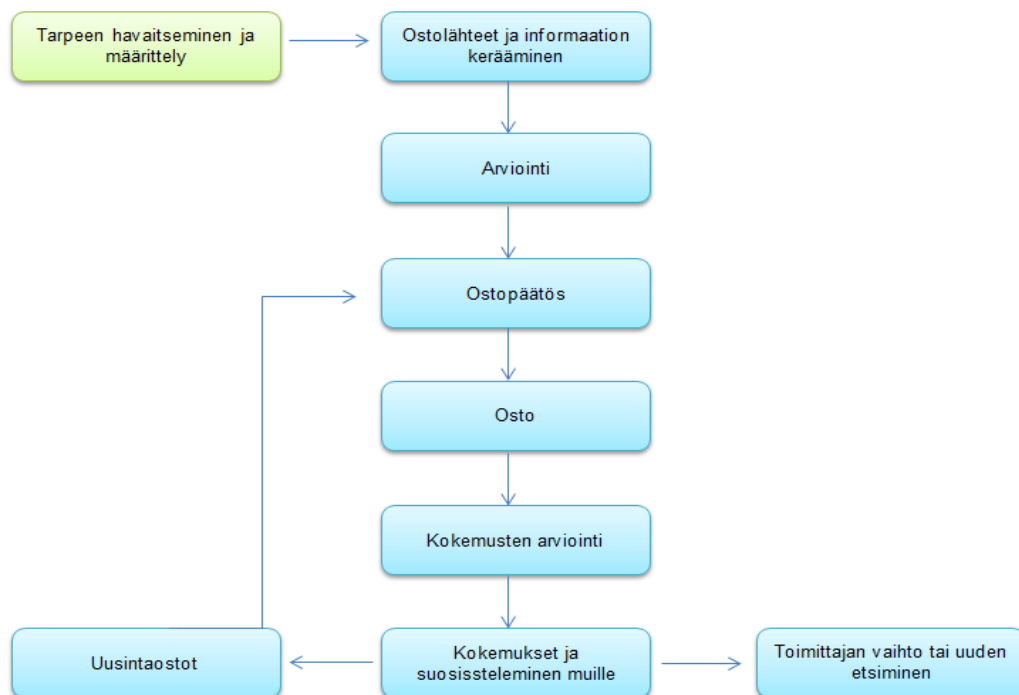 Tarpeen havaitseminen ja
määrittely
Ostolähteet ja informaation
kerääminen
Arviointi
Ostopäätös
Osto
Kokemusten arviointi
Uusintaostot
Kokemukset ja
suosissteleminen muille
Toimittajan vaihto tai uuden
etsiminen